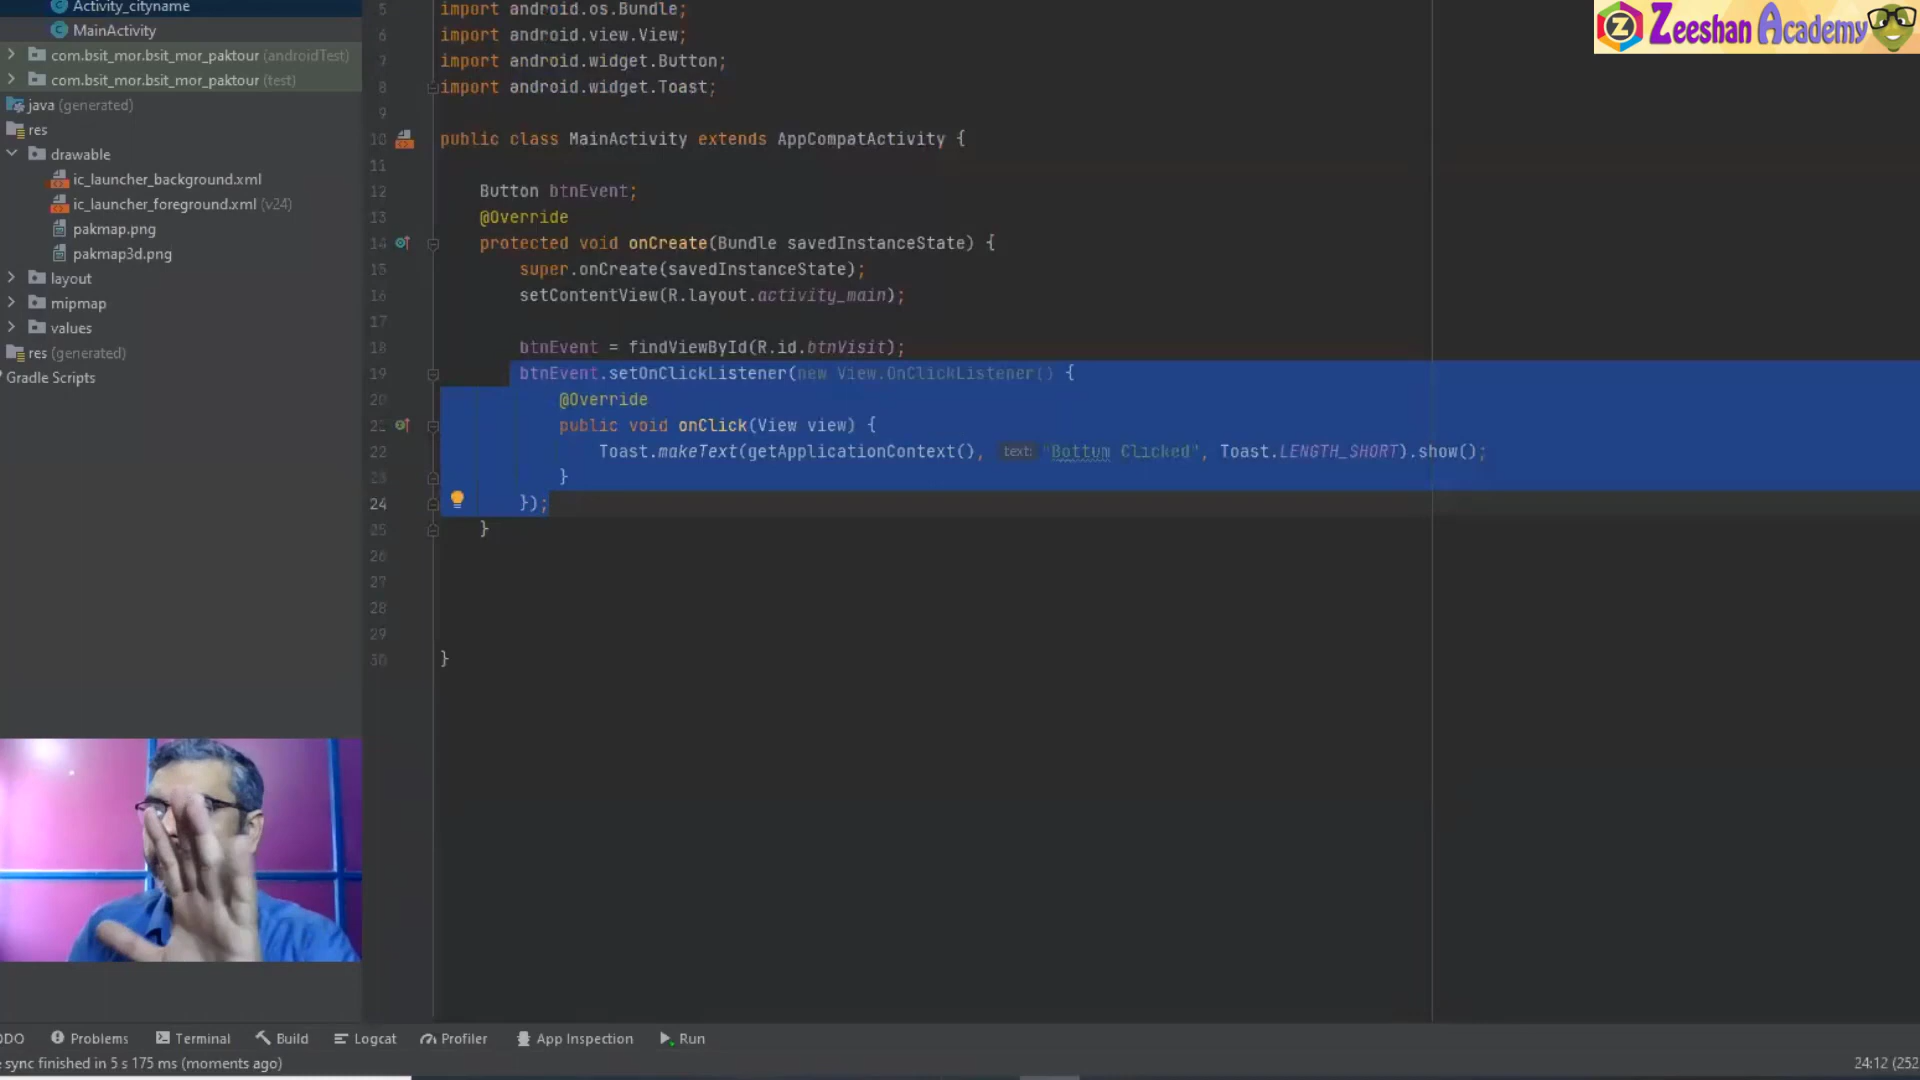 Activity_cityname
MainActivity
com.bsit_mor.bsit_mor_paktour (androidTest)
com.bsit_mor.bsit_mor_paktour (test)
java (generated)
res
drawable
ic_launcher_background.xml
ic_launcher_foreground.xml (v24)
pakmap.png
pakmap3d.png
layout
mipmap
values
res (generated)
Gradle Scripts
Zeeshan Academy
5 import android.os.Bundle;
6 import android.view.View;
7 import android.widget.Button;
8 import android.widget.Toast;
9
10 public class MainActivity extends AppCompatActivity {
11
12 Button btnEvent;
13 @Override
14 protected void onCreate(Bundle savedInstanceState) {
15 super.onCreate(savedInstanceState);
16 setContentView(R.layout.activity_main);
17
18 btnEvent = findViewById(R.id.btnVisit);
19 btnEvent.setOnClickListener(new View.OnClickListener() {
20 @Override
21 public void onClick(View view) {
22 Toast.makeText(getApplicationContext(), text: "Bottum Clicked", Toast.LENGTH_SHORT).show();
23 }
24 });
25 }
26
27
28
29
30 }
ODO Problems Terminal Build Logcat Profiler App Inspection Run
sync finished in 5 s 175 ms (moments ago)
24:12 (252